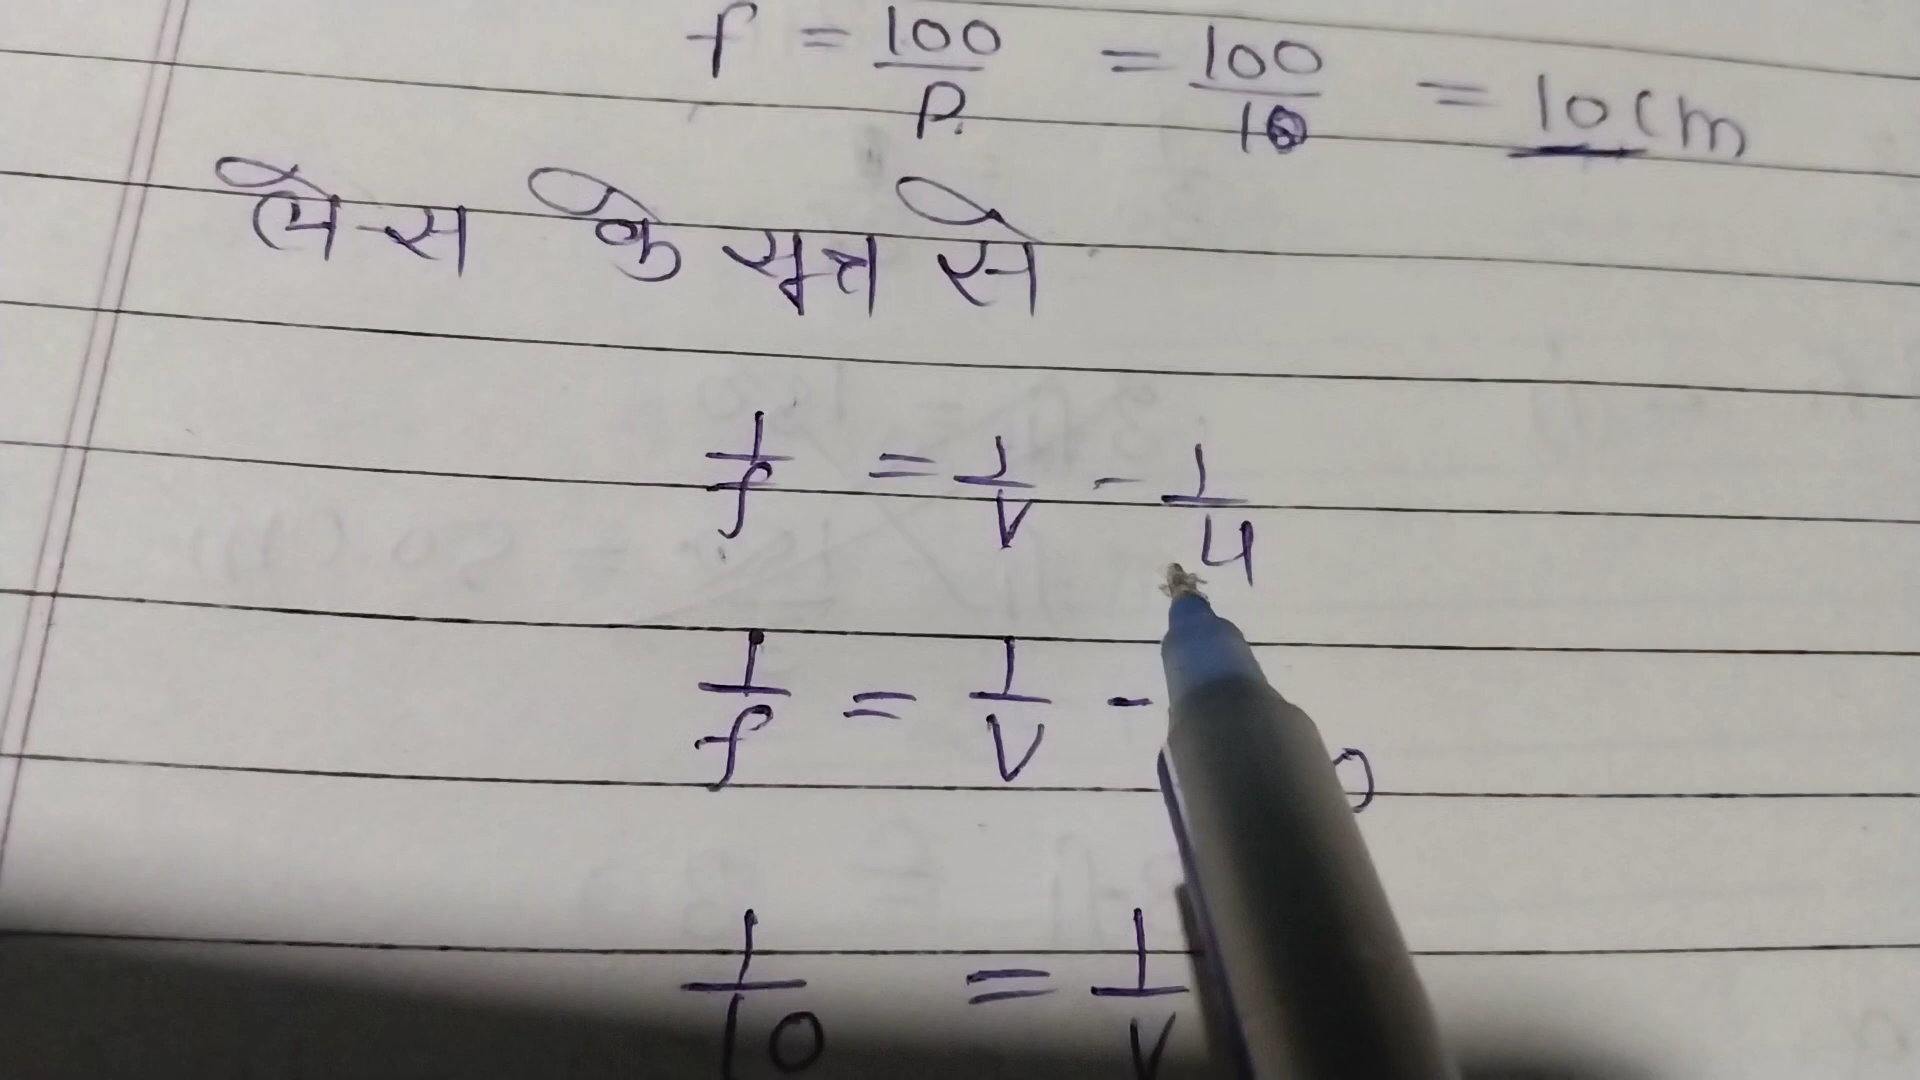 f = 100/P. = 100/10 = 10cm
लेन्स के सूत्र से
1/f = 1/v - 1/u
1/f = 1/v -
1/10 = 1/v